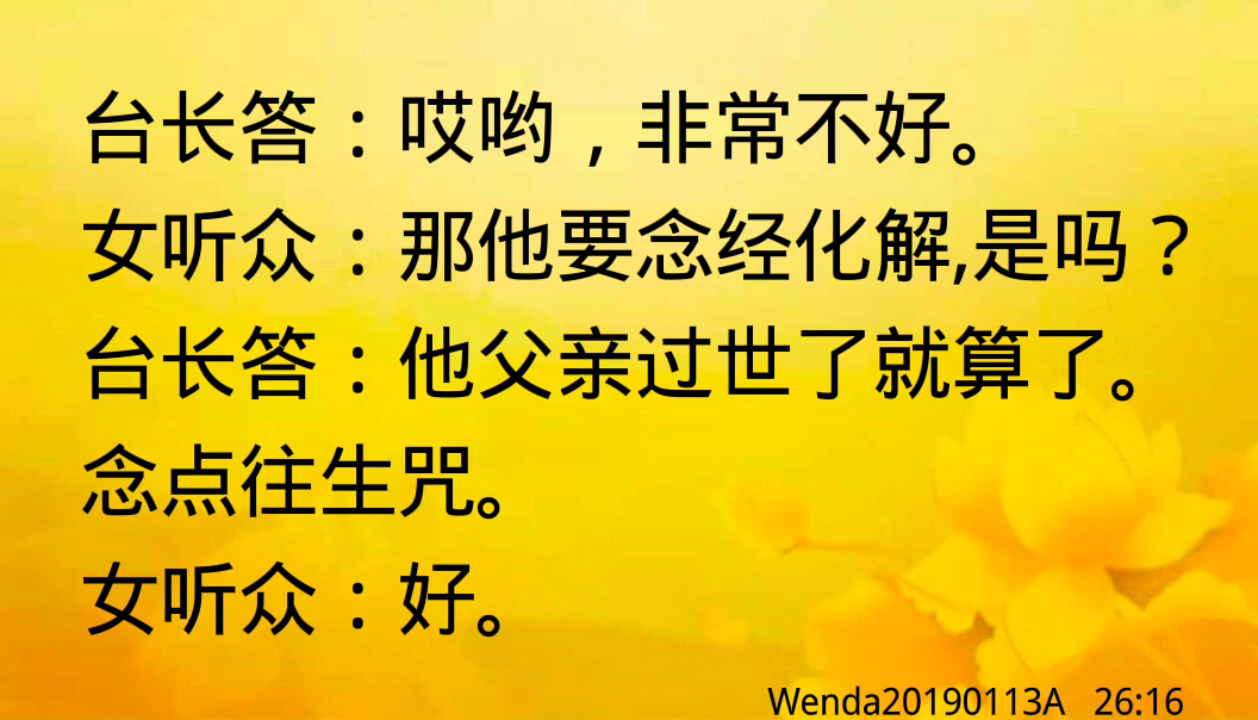 台长答：哎哟，非常不好。
女听众：那他要念经化解,是吗？
台长答：他父亲过世了就算了。
念点往生咒。
女听众：好。
Wenda20190113A 26:16